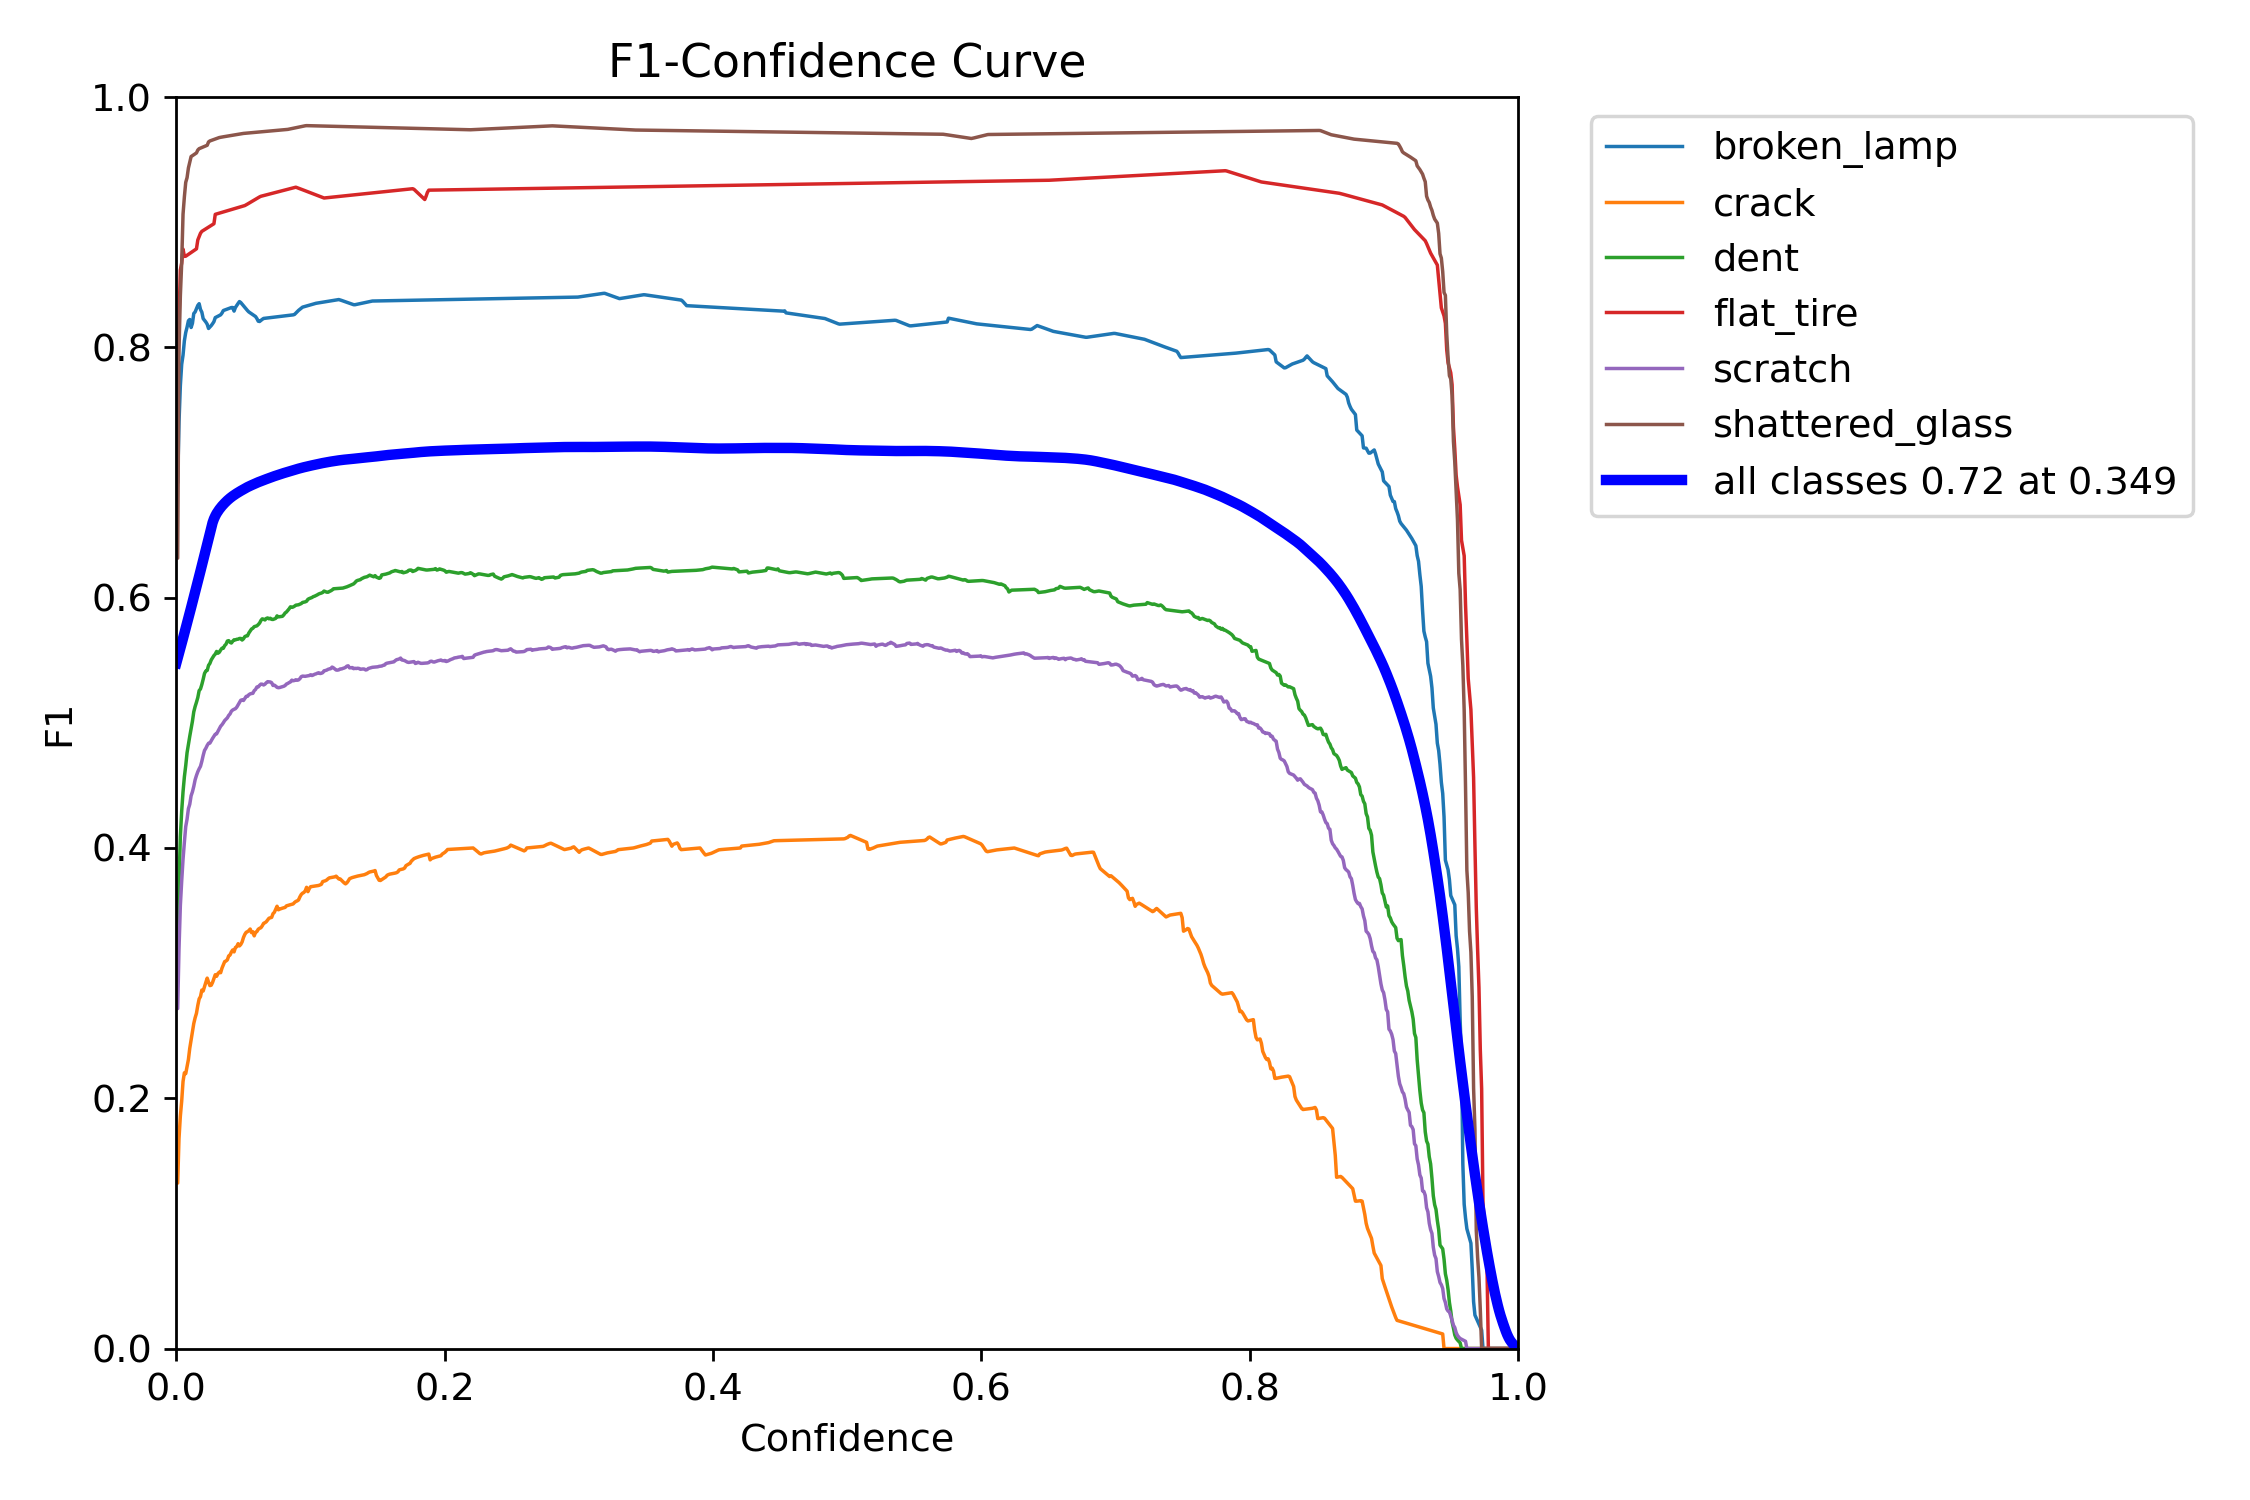 F1-Confidence Curve
1.0
0.8
0.6
0.4
0.2
0.0
F1
0.0 0.2 0.4 0.6 0.8 1.0
Confidence
broken_lamp
crack
dent
flat_tire
scratch
shattered_glass
all classes 0.72 at 0.349